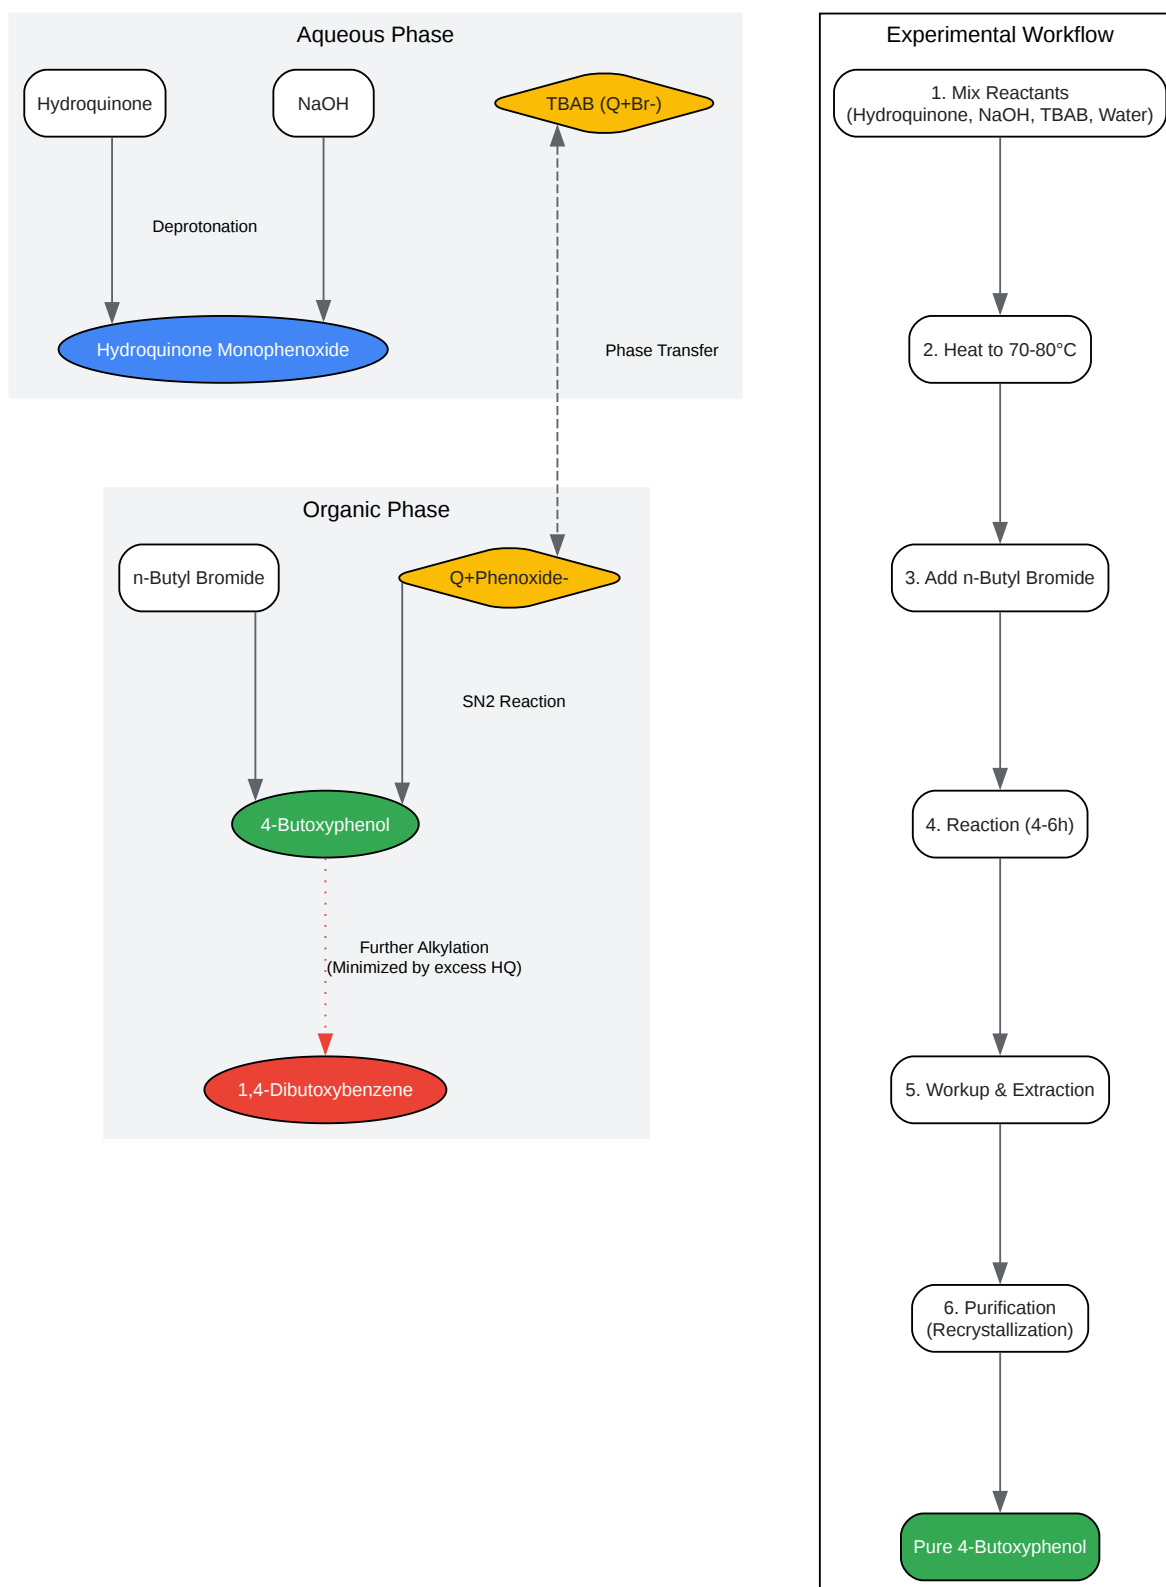 Aqueous Phase
Hydroquinone
NaOH
TBAB (Q+Br-)
Deprotonation
Hydroquinone Monophenoxide
Phase Transfer
Organic Phase
n-Butyl Bromide
Q+Phenoxide-
SN2 Reaction
4-Butoxyphenol
Further Alkylation
(Minimized by excess HQ)
1,4-Dibutoxybenzene
Experimental Workflow
1. Mix Reactants
(Hydroquinone, NaOH, TBAB, Water)
2. Heat to 70-80°C
3. Add n-Butyl Bromide
4. Reaction (4-6h)
5. Workup & Extraction
6. Purification
(Recrystallization)
Pure 4-Butoxyphenol